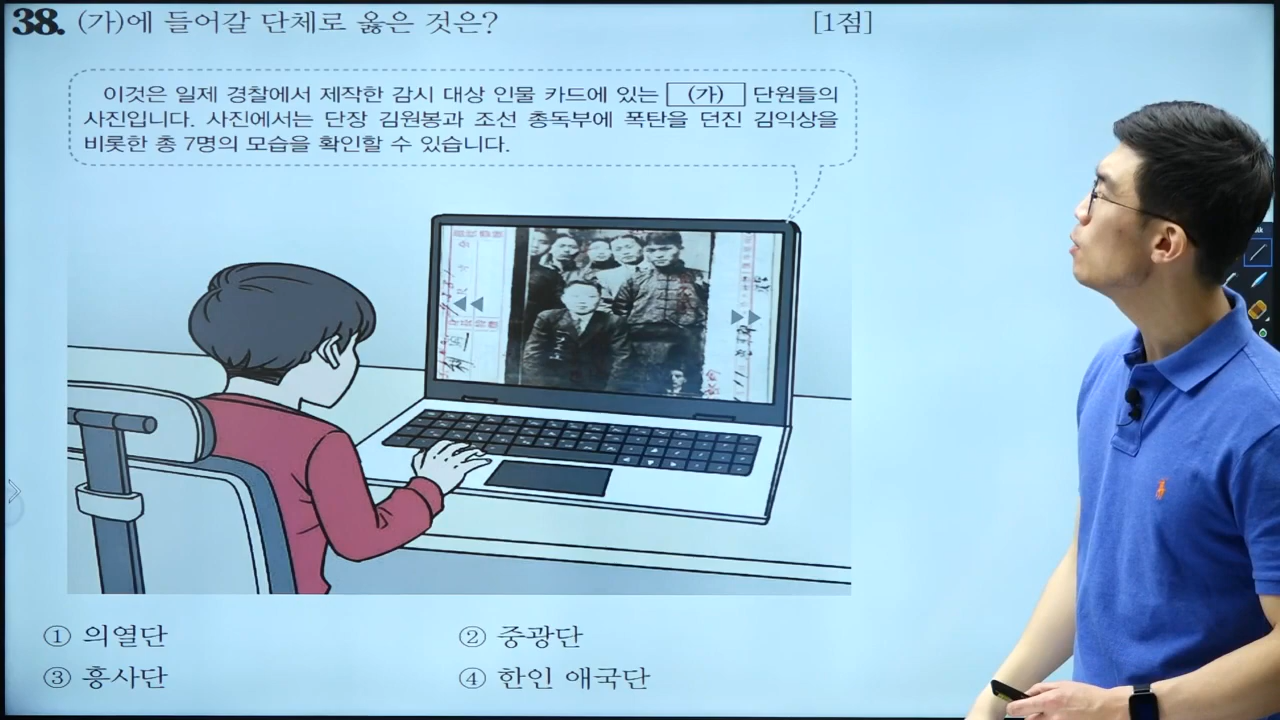 38. (가)에 들어갈 단체로 옳은 것은? [1점]
이것은 일제 경찰에서 제작한 감시 대상 인물 카드에 있는 (가) 단원들의
사진입니다. 사진에서는 단장 김원봉과 조선 총독부에 폭탄을 던진 김익상을
비롯한 총 7명의 모습을 확인할 수 있습니다.
① 의열단 ② 중광단
③ 흥사단 ④ 한인 애국단